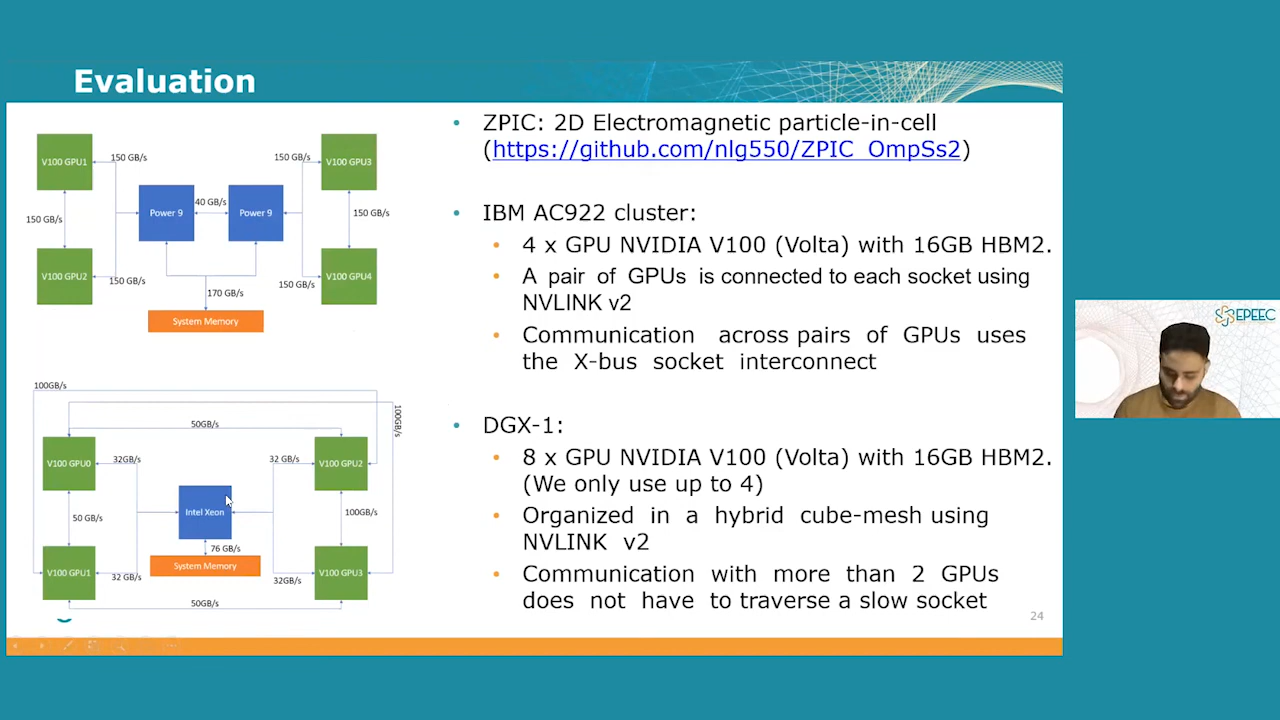 Evaluation
V100 GPU1
150 GB/s
150 GB/s
V100 GPU3
Power 9
40 GB/s
Power 9
150 GB/s
150 GB/s
V100 GPU2
150 GB/s
150 GB/s
V100 GPU4
170 GB/s
System Memory
100GB/s
100GB/s
50GB/s
V100 GPU0
32GB/s
32 GB/s
V100 GPU2
50 GB/s
Intel Xeon
100GB/s
76 GB/s
System Memory
V100 GPU1
32 GB/s
32GB/s
V100 GPU3
50GB/s
• ZPIC: 2D Electromagnetic particle-in-cell
(https://github.com/nlg550/ZPIC_OmpSs2)
• IBM AC922 cluster:
• 4 x GPU NVIDIA V100 (Volta) with 16GB HBM2.
• A pair of GPUs is connected to each socket using
NVLINK v2
• Communication across pairs of GPUs uses
the X-bus socket interconnect
• DGX-1:
• 8 x GPU NVIDIA V100 (Volta) with 16GB HBM2.
(We only use up to 4)
• Organized in a hybrid cube-mesh using
NVLINK v2
• Communication with more than 2 GPUs
does not have to traverse a slow socket
24
EPEEC